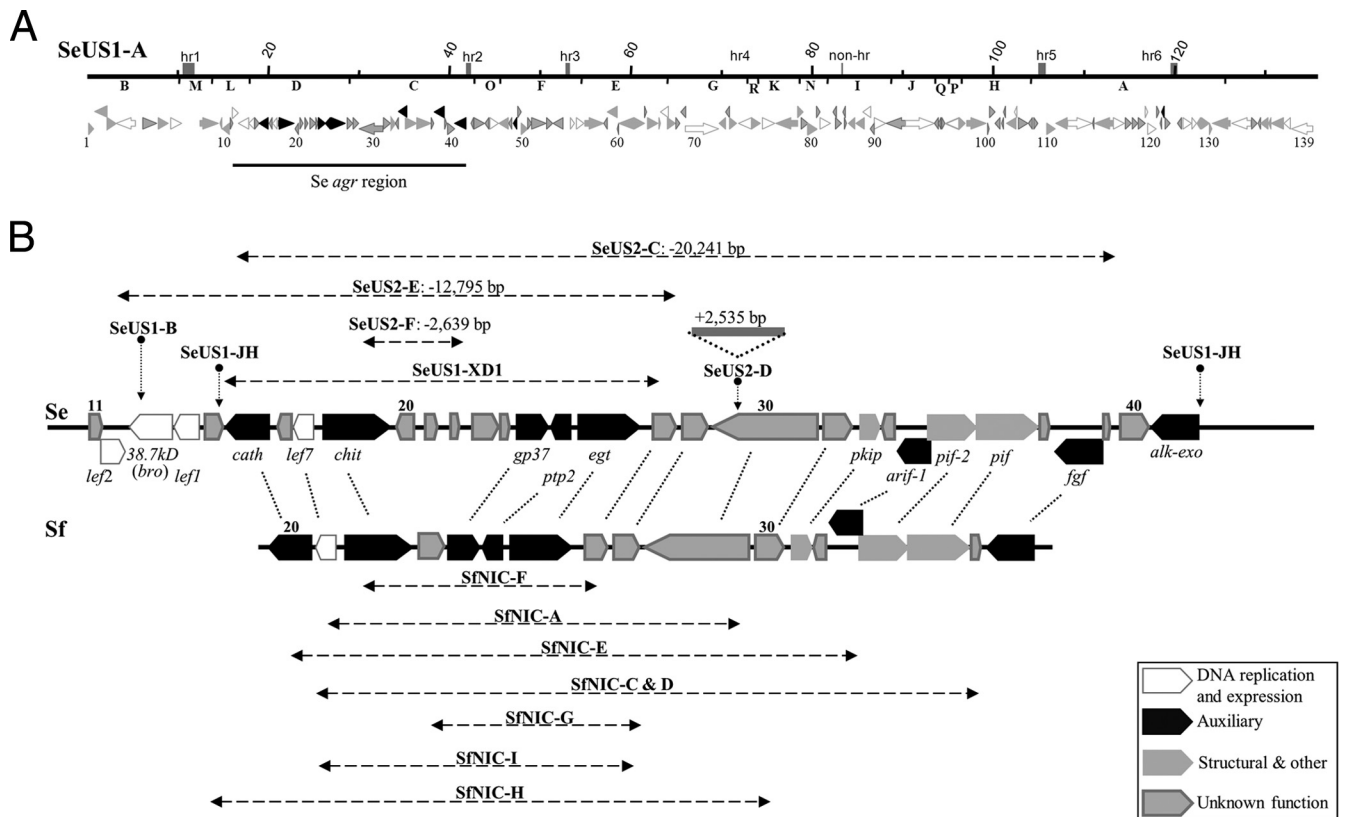 A
SeUS1-A
20 40 60 80 100 120
hr1 hr2 hr3 hr4 non-hr hr5 hr6
B M L D C O F E G R K N I J Q P H A
1 10 20 30 40 50 60 70 80 90 100 110 120 130 139
Se agr region
B
SeUS2-C: -20,241 bp
SeUS2-E: -12,795 bp
SeUS2-F: -2,639 bp
+2,535 bp
SeUS1-B
SeUS1-JH
SeUS1-XD1
SeUS2-D
SeUS1-JH
Se
11 20 30 40
lef2 38.7kD (bro) lef1 cath lef7 chit gp37 ptp2 egt pkip arif-1 pif-2 pif fgf alk-exo
Sf
20 30
SfNIC-F
SfNIC-A
SfNIC-E
SfNIC-C & D
SfNIC-G
SfNIC-I
SfNIC-H
DNA replication
and expression
Auxiliary
Structural & other
Unknown function